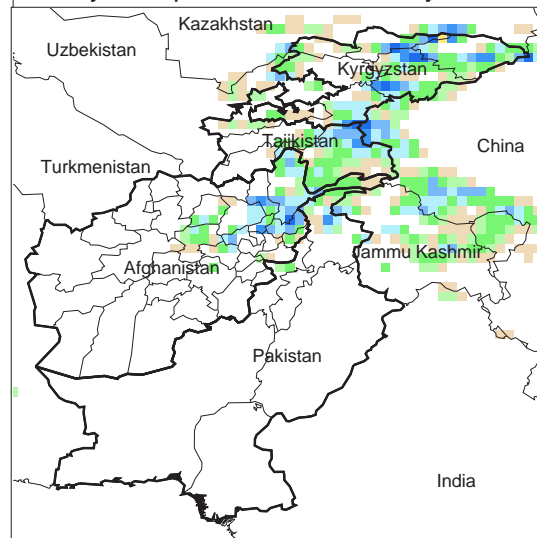 Kazakhstan
Uzbekistan
Kyrgyzstan
Tajikistan
China
Turkmenistan
Jammu Kashmir
Afghanistan
Pakistan
India